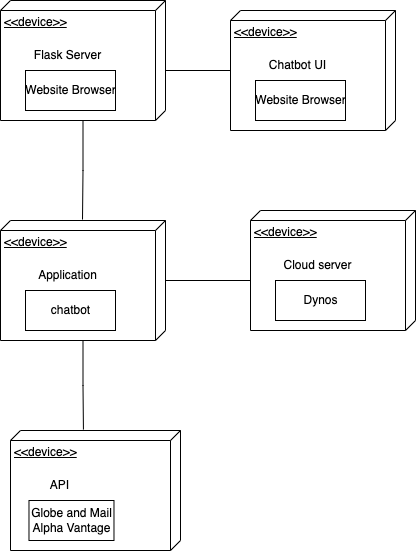 <<device>>
Flask Server
Website Browser
<<device>>
Chatbot UI
Website Browser
<<device>>
Application
chatbot
<<device>>
Cloud server
Dynos
<<device>>
API
Globe and Mail
Alpha Vantage